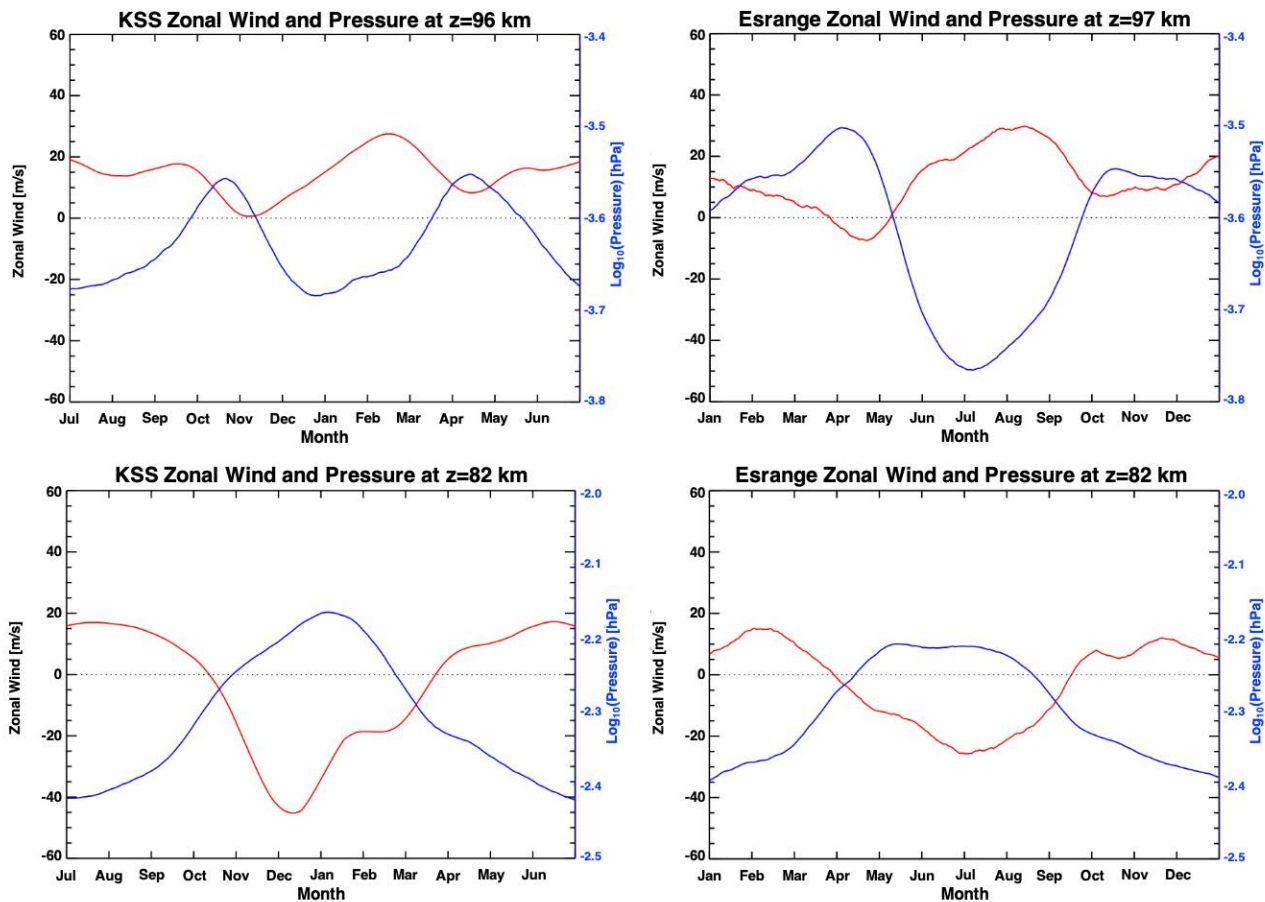 KSS Zonal Wind and Pressure at z=96 km
60
40
20
0
-20
-40
-60
Zonal Wind [m/s]
-3.4
-3.5
-3.6
-3.7
-3.8
Log₁₀(Pressure) [hPa]
Jul Aug Sep Oct Nov Dec Jan Feb Mar Apr May Jun
Month
Esrange Zonal Wind and Pressure at z=97 km
60
40
20
0
-20
-40
-60
Zonal Wind [m/s]
-3.4
-3.5
-3.6
-3.7
-3.8
Log₁₀(Pressure) [hPa]
Jan Feb Mar Apr May Jun Jul Aug Sep Oct Nov Dec
Month
KSS Zonal Wind and Pressure at z=82 km
60
40
20
0
-20
-40
-60
Zonal Wind [m/s]
-2.0
-2.1
-2.2
-2.3
-2.4
-2.5
Log₁₀(Pressure) [hPa]
Jul Aug Sep Oct Nov Dec Jan Feb Mar Apr May Jun
Month
Esrange Zonal Wind and Pressure at z=82 km
60
40
20
0
-20
-40
-60
Zonal Wind [m/s]
-2.0
-2.1
-2.2
-2.3
-2.4
-2.5
Log₁₀(Pressure) [hPa]
Jan Feb Mar Apr May Jun Jul Aug Sep Oct Nov Dec
Month